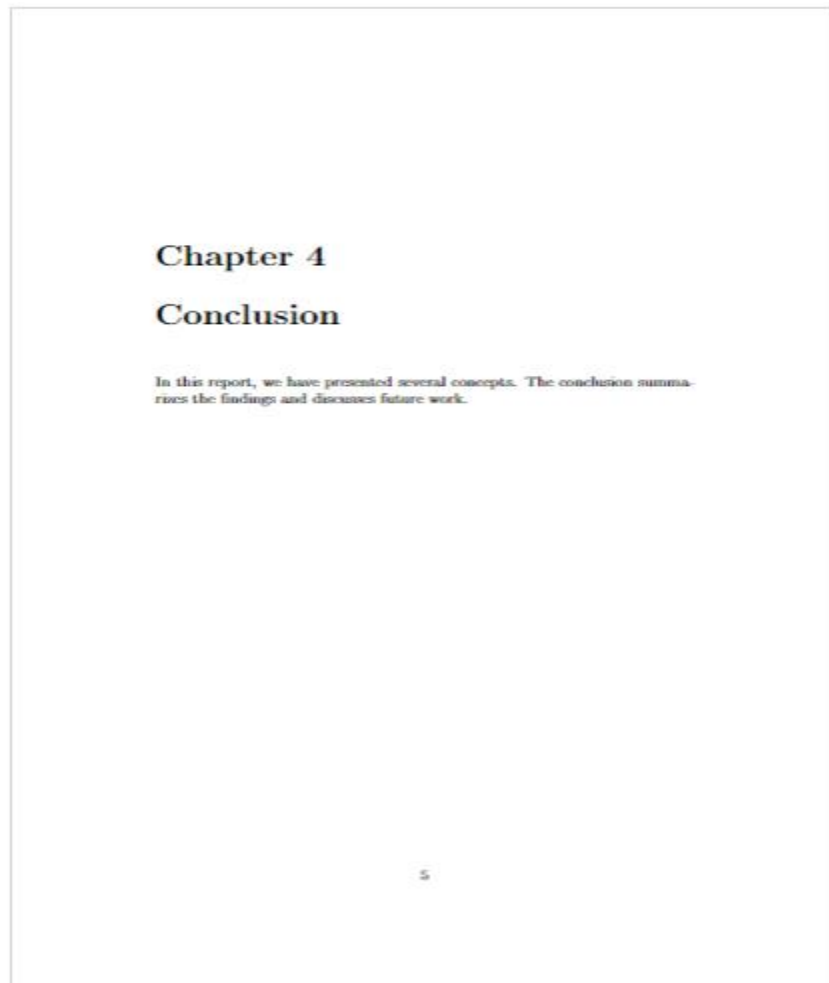 Chapter 4
Conclusion
In this report, we have presented several concepts. The conclusion summa-
rizes the findings and discusses future work.
5